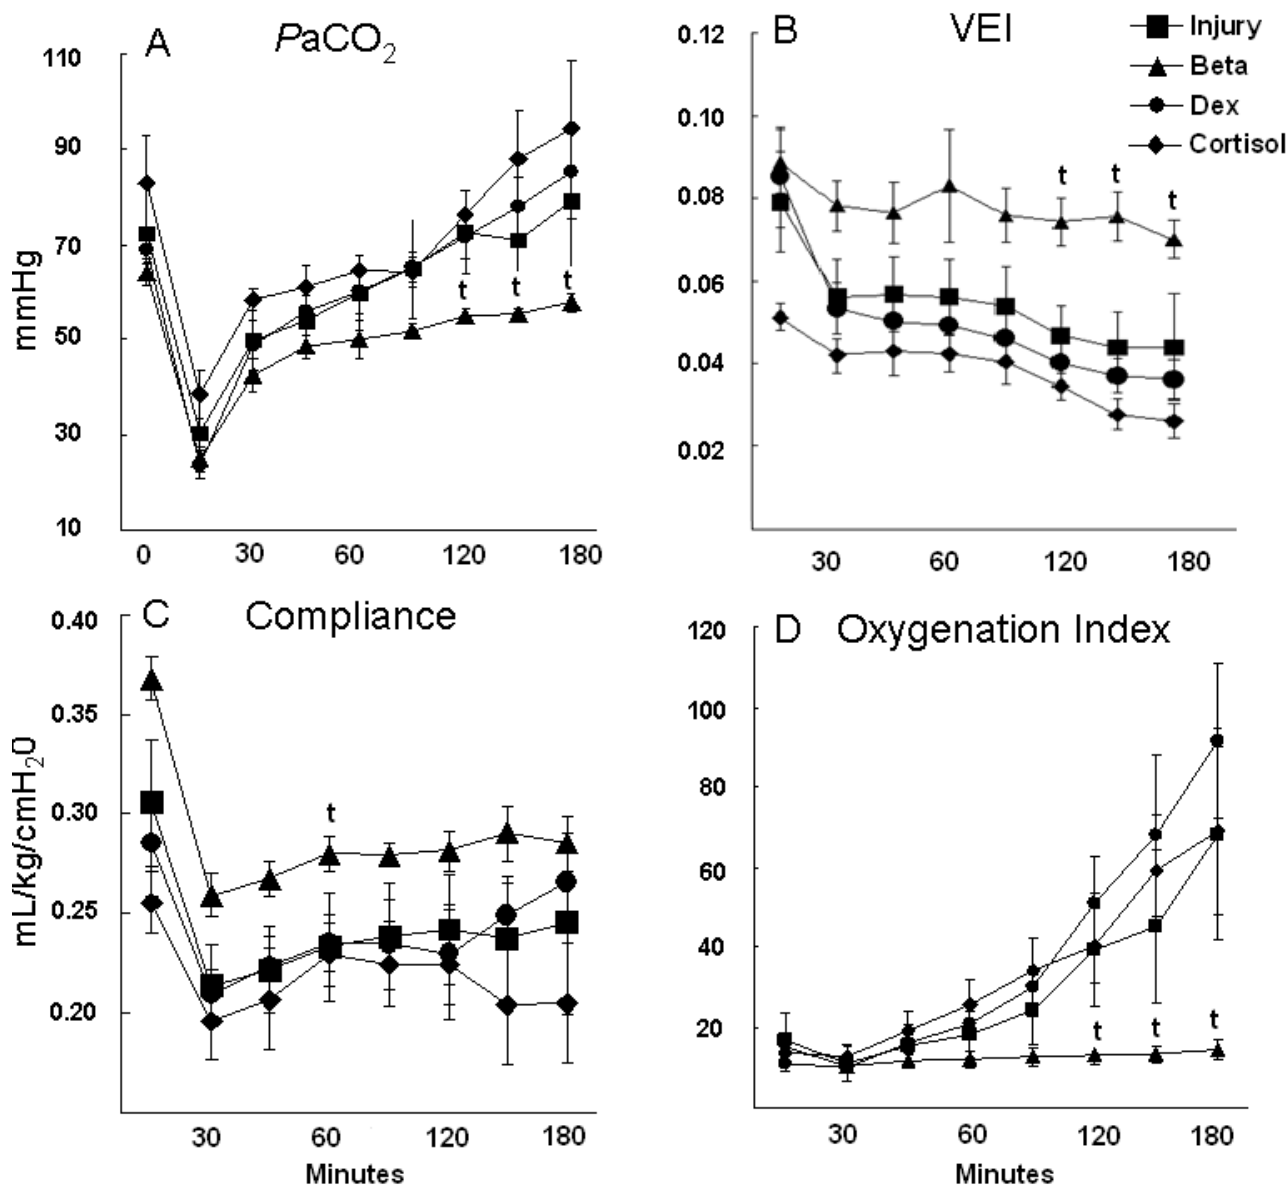 A PaCO2
110
90
70
50
30
10
mmHg
0 30 60 120 180
t t t
B VEI
Injury
Beta
Dex
Cortisol
0.12
0.10
0.08
0.06
0.04
0.02
t t t
30 60 120 180
C Compliance
0.40
0.35
0.30
0.25
0.20
mL/kg/cmH20
t
30 60 120 180
Minutes
D Oxygenation Index
120
100
80
60
40
20
t t t
30 60 120 180
Minutes